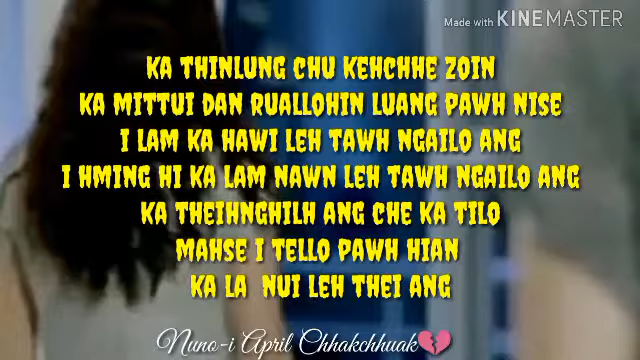 Made with KINEMASTER
KA THINLUNG CHU KEHCHHE ZOIN
KA MITTUI DAN RUALLOHIN LUANG PAWH NISE
I LAM KA HAWI LEH TAWH NGAILO ANG
I HMING HI KA LAM NAWN LEH TAWH NGAILO ANG
KA THEIHNGHILH ANG CHE KA TILO
MAHSE I TELLO PAWH HIAN
KA LA NUI LEH THEI ANG
Nuno-i April Chhakchhuak💔